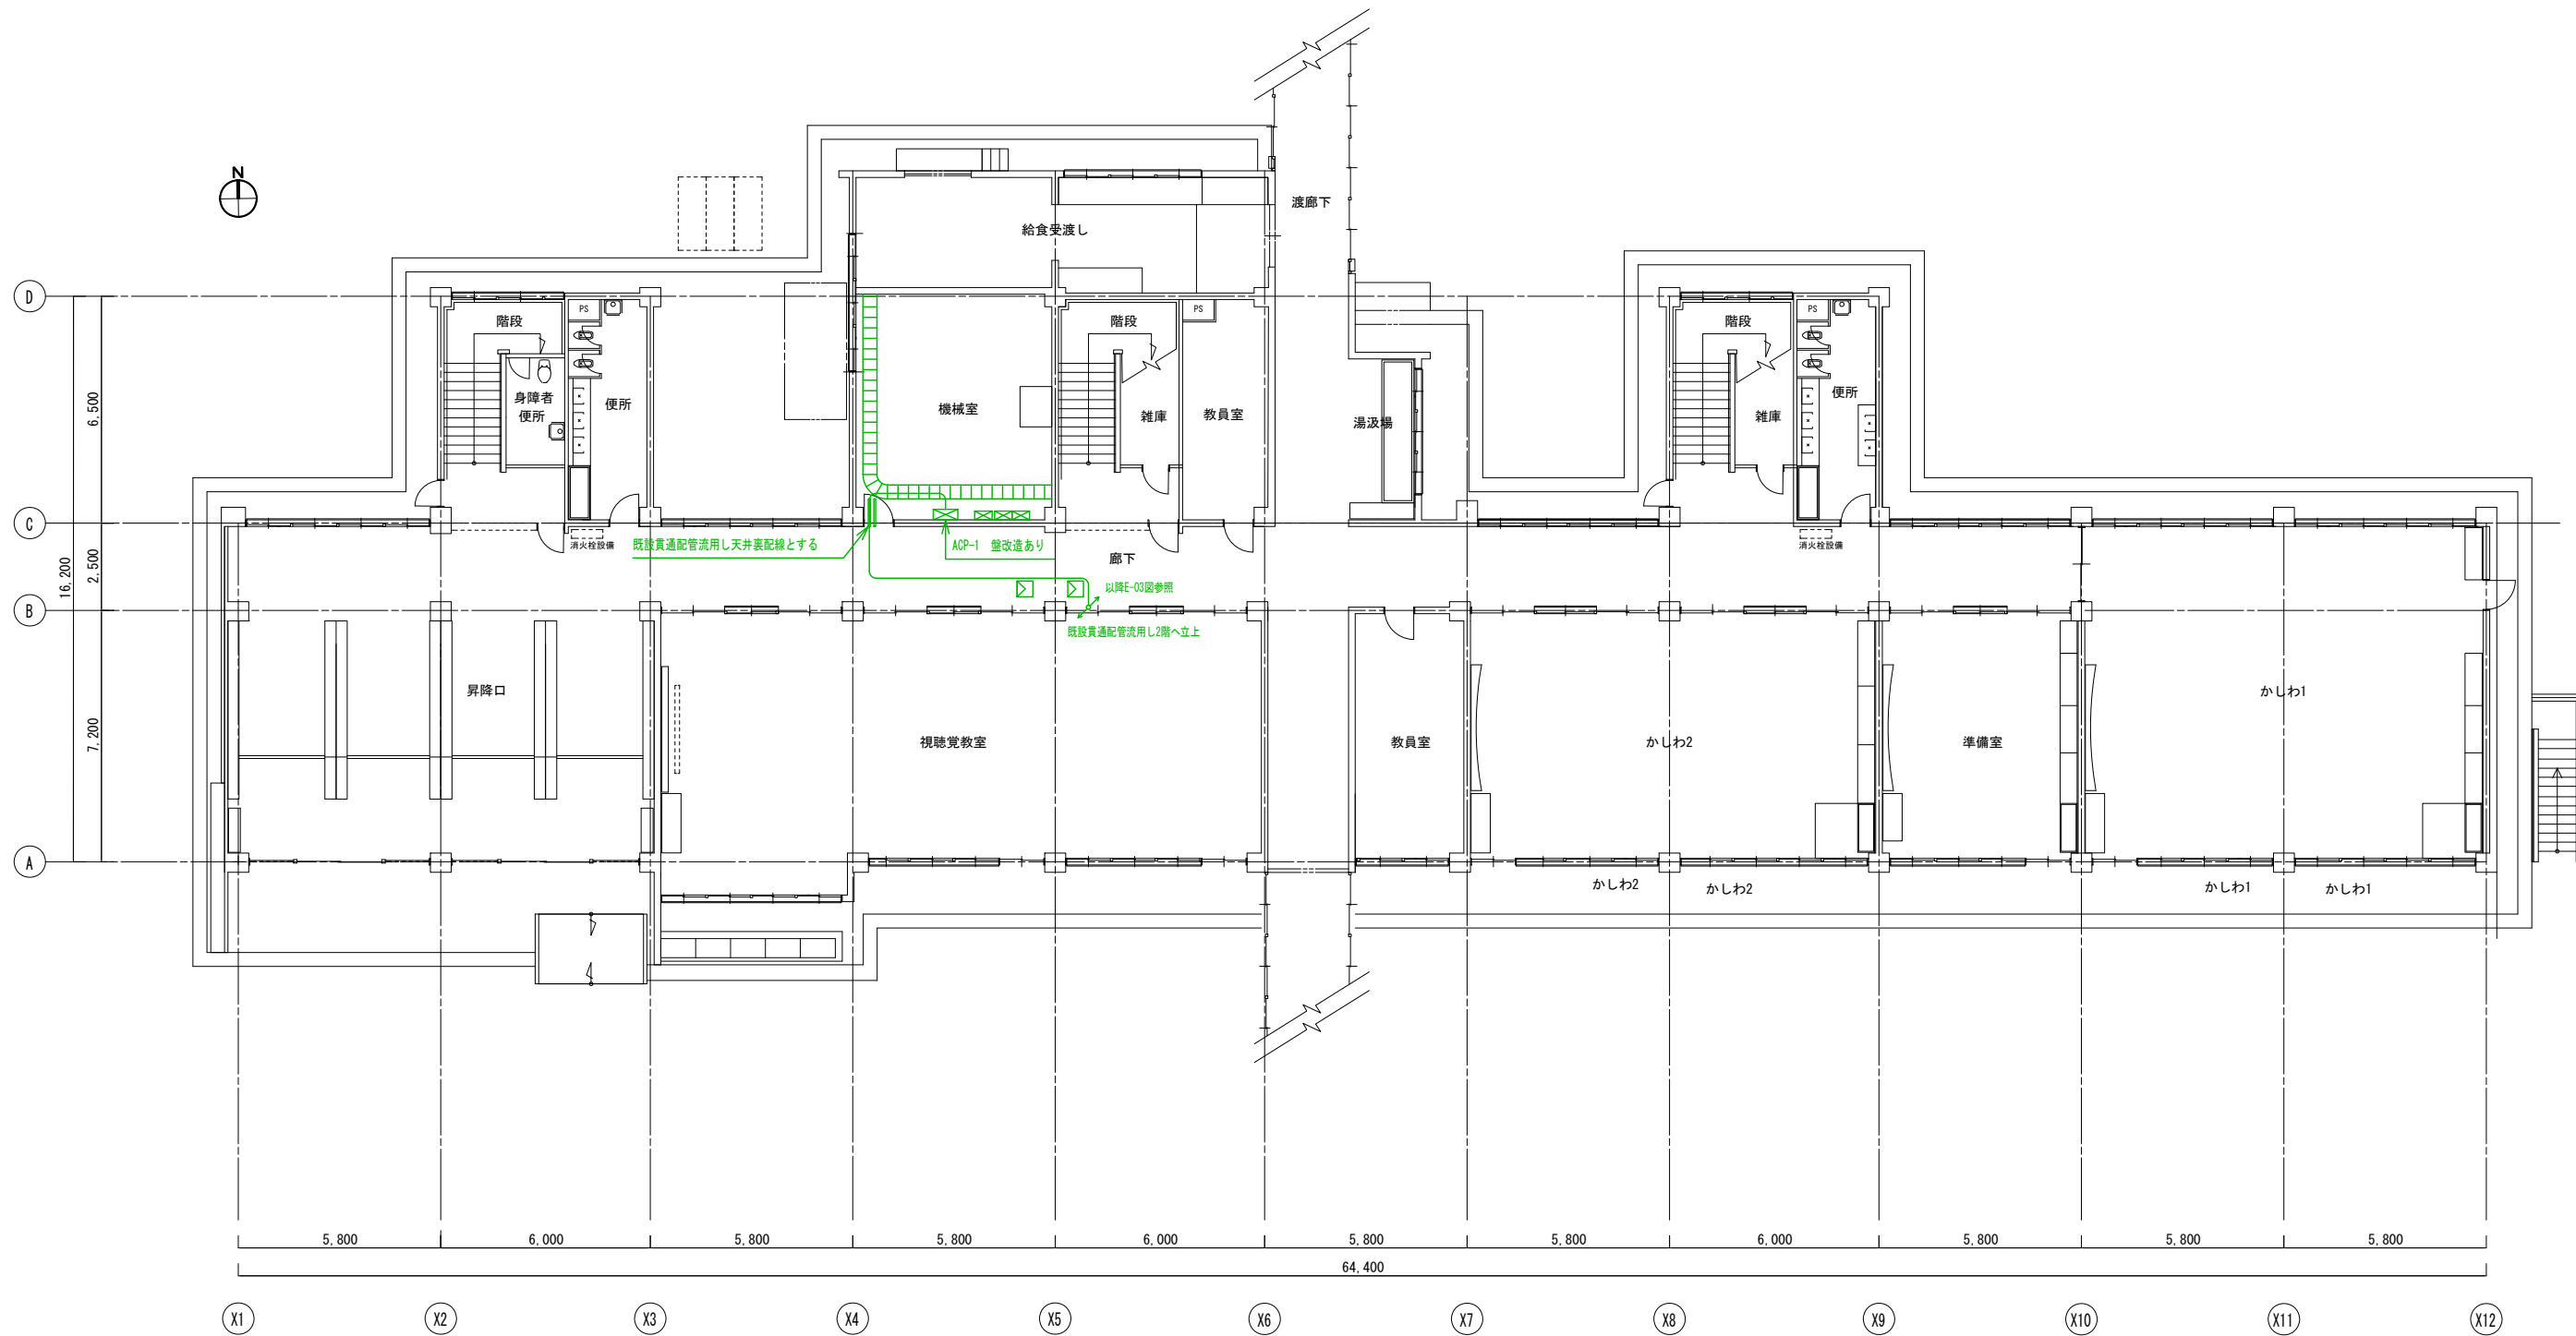 N
渡廊下
給食受渡し
D
階段
PS
階段
PS
階段
PS
身障者
便所
便所
機械室
雑庫
教員室
湯汲場
雑庫
便所
6,500
C
消火栓設備
既設貫通配管流用し天井裏配線とする
ACP-1 盤改造あり
廊下
消火栓設備
16,200
2,500
以降E-03図参照
B
既設貫通配管流用し2階へ立上
昇降口
かしわ1
7,200
視聴覚教室
教員室
かしわ2
準備室
A
かしわ2
かしわ2
かしわ1
かしわ1
5,800
6,000
5,800
5,800
6,000
5,800
5,800
6,000
5,800
5,800
5,800
64,400
X1
X2
X3
X4
X5
X6
X7
X8
X9
X10
X11
X12